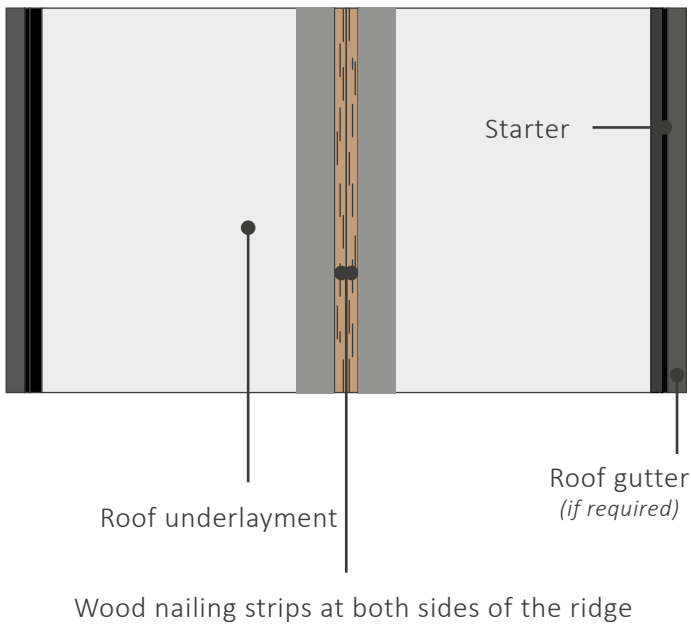 Starter
Roof gutter
(if required)
Roof underlayment
Wood nailing strips at both sides of the ridge